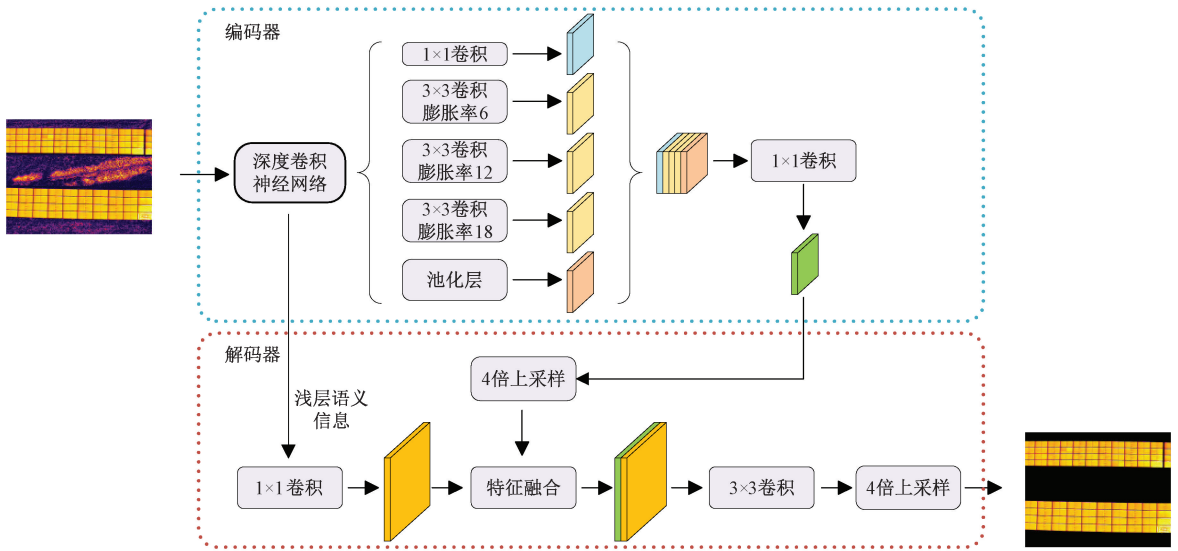 编码器
1×1卷积
3×3卷积
膨胀率6
深度卷积
神经网络
3×3卷积
膨胀率12
1×1卷积
3×3卷积
膨胀率18
池化层
解码器
4倍上采样
浅层语义
信息
1×1卷积
特征融合
3×3卷积
4倍上采样